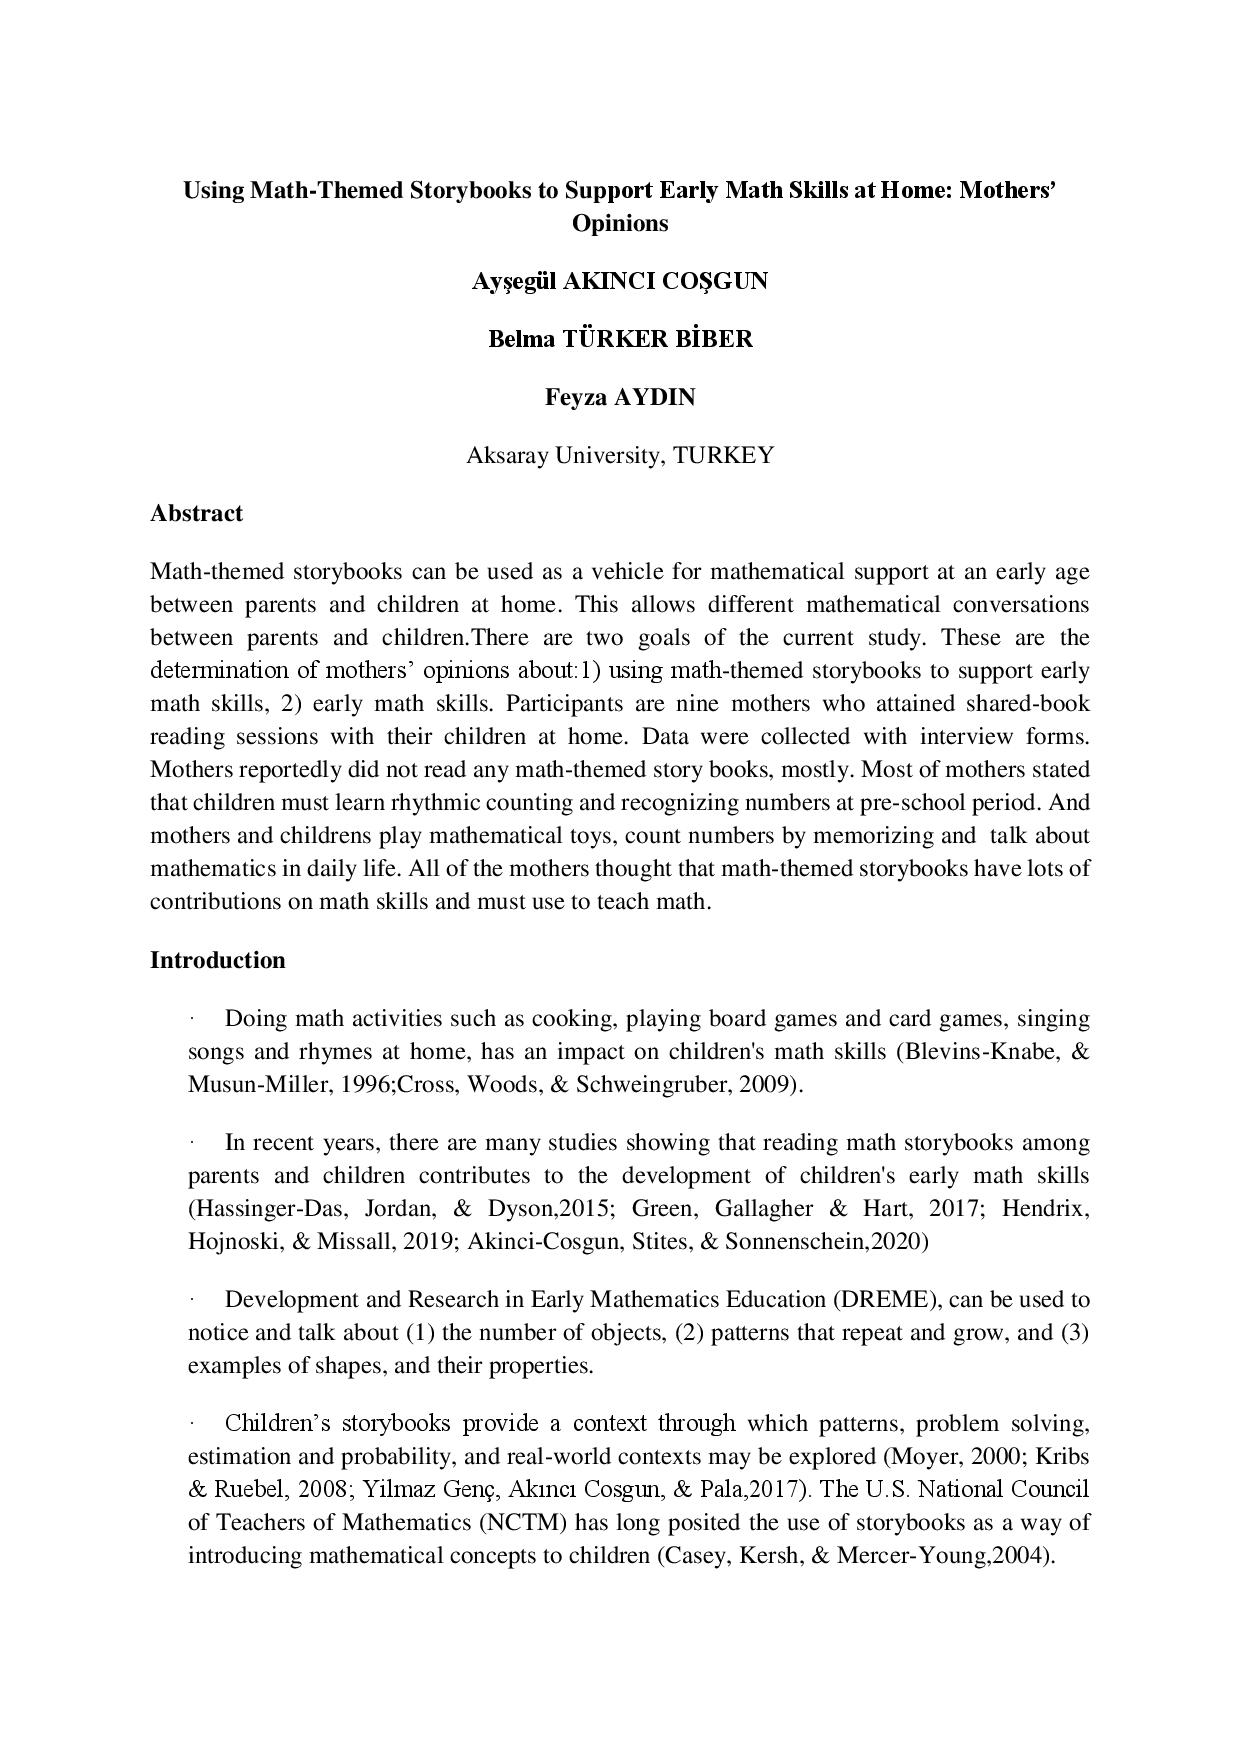 Using Math-Themed Storybooks to Support Early Math Skills at Home: Mothers’
Opinions
Ayşegül AKINCI COŞGUN
Belma TÜRKER BİBER
Feyza AYDIN
Aksaray University, TURKEY
Abstract
Math-themed storybooks can be used as a vehicle for mathematical support at an early age
between parents and children at home. This allows different mathematical conversations
between parents and children.There are two goals of the current study. These are the
determination of mothers’ opinions about:1) using math-themed storybooks to support early
math skills, 2) early math skills. Participants are nine mothers who attained shared-book
reading sessions with their children at home. Data were collected with interview forms.
Mothers reportedly did not read any math-themed story books, mostly. Most of mothers stated
that children must learn rhythmic counting and recognizing numbers at pre-school period. And
mothers and childrens play mathematical toys, count numbers by memorizing and  talk about
mathematics in daily life. All of the mothers thought that math-themed storybooks have lots of
contributions on math skills and must use to teach math.
Introduction
· Doing math activities such as cooking, playing board games and card games, singing
songs and rhymes at home, has an impact on children's math skills (Blevins-Knabe, &
Musun-Miller, 1996;Cross, Woods, & Schweingruber, 2009).
· In recent years, there are many studies showing that reading math storybooks among
parents and children contributes to the development of children's early math skills
(Hassinger-Das, Jordan, & Dyson,2015; Green, Gallagher & Hart, 2017; Hendrix,
Hojnoski, & Missall, 2019; Akinci-Cosgun, Stites, & Sonnenschein,2020)
· Development and Research in Early Mathematics Education (DREME), can be used to
notice and talk about (1) the number of objects, (2) patterns that repeat and grow, and (3)
examples of shapes, and their properties.
· Children’s storybooks provide a context through which patterns, problem solving,
estimation and probability, and real-world contexts may be explored (Moyer, 2000; Kribs
& Ruebel, 2008; Yilmaz Genç, Akıncı Cosgun, & Pala,2017). The U.S. National Council
of Teachers of Mathematics (NCTM) has long posited the use of storybooks as a way of
introducing mathematical concepts to children (Casey, Kersh, & Mercer-Young,2004).